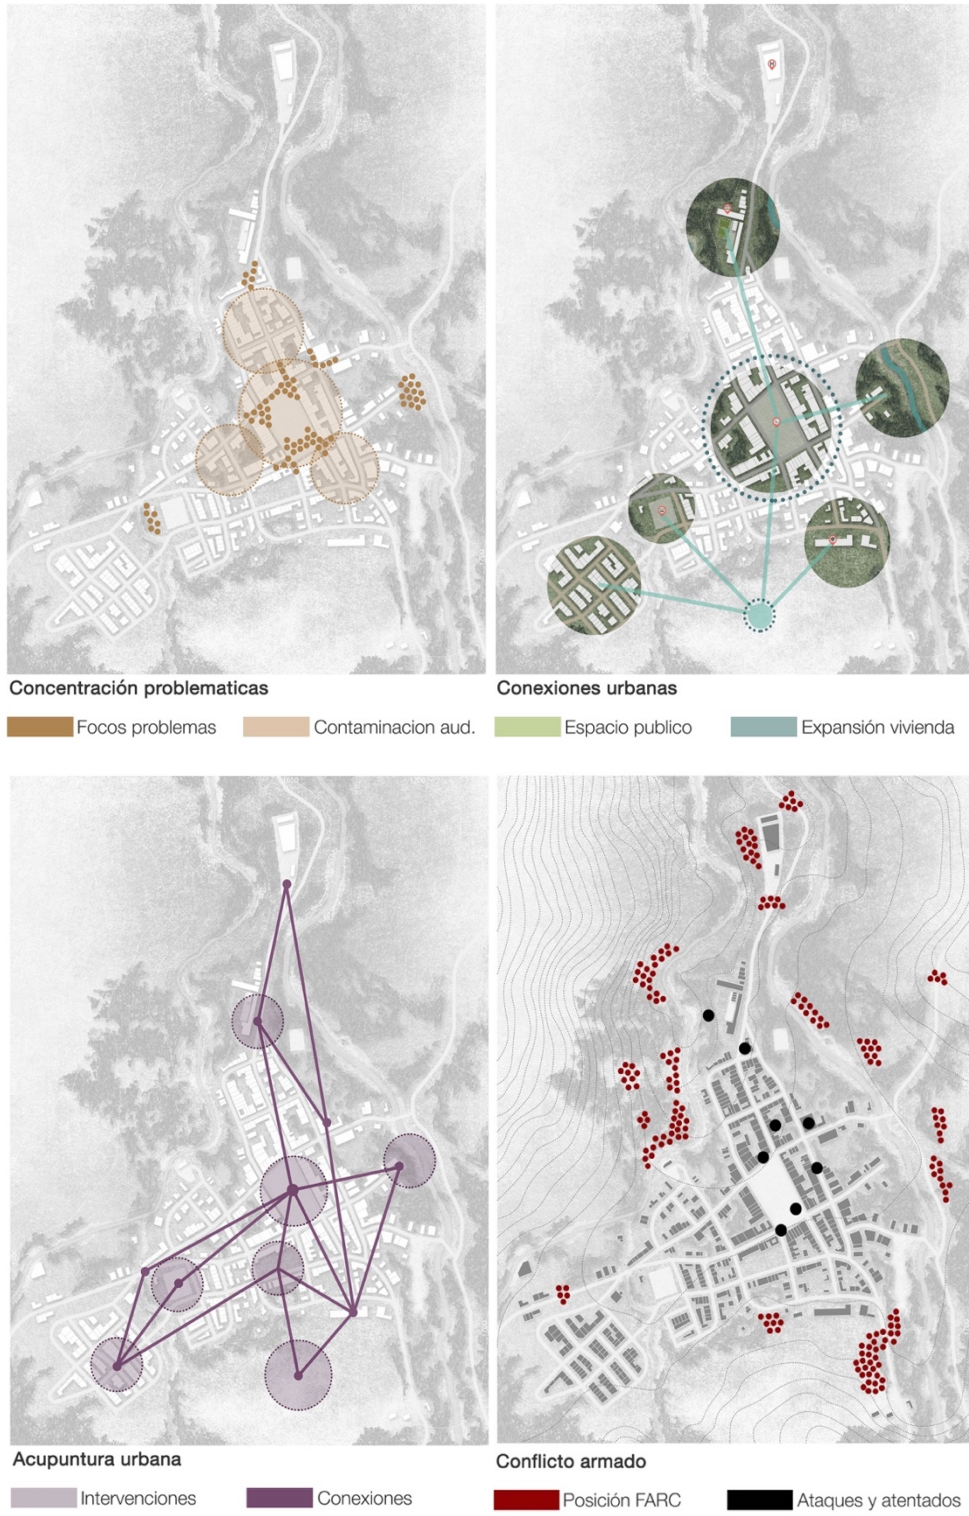 Concentración problematicas
Focos problemas
Contaminacion aud.
Conexiones urbanas
Espacio publico
Expansión vivienda
Acupuntura urbana
Intervenciones
Conexiones
Conflicto armado
Posición FARC
Ataques y atentados